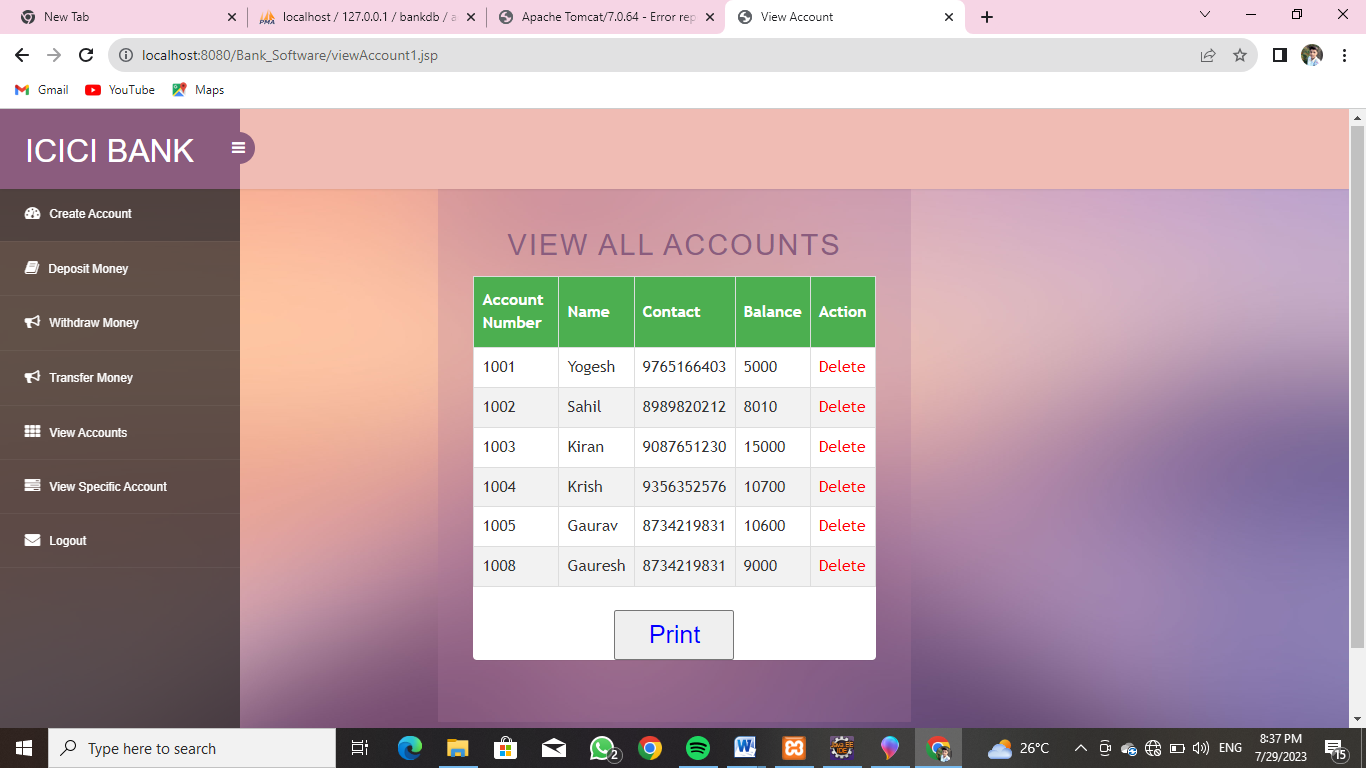 New Tab
localhost / 127.0.0.1 / bankdb / a
Apache Tomcat/7.0.64 - Error rep
View Account
localhost:8080/Bank_Software/viewAccount1.jsp
Gmail
YouTube
Maps
ICICI BANK
Create Account
Deposit Money
Withdraw Money
Transfer Money
View Accounts
View Specific Account
Logout
VIEW ALL ACCOUNTS
Account Number Name Contact Balance Action
1001 Yogesh 9765166403 5000 Delete
1002 Sahil 8989820212 8010 Delete
1003 Kiran 9087651230 15000 Delete
1004 Krish 9356352576 10700 Delete
1005 Gaurav 8734219831 10600 Delete
1008 Gauresh 8734219831 9000 Delete
Print
Type here to search
2
26°C
ENG
8:37 PM
7/29/2023
15